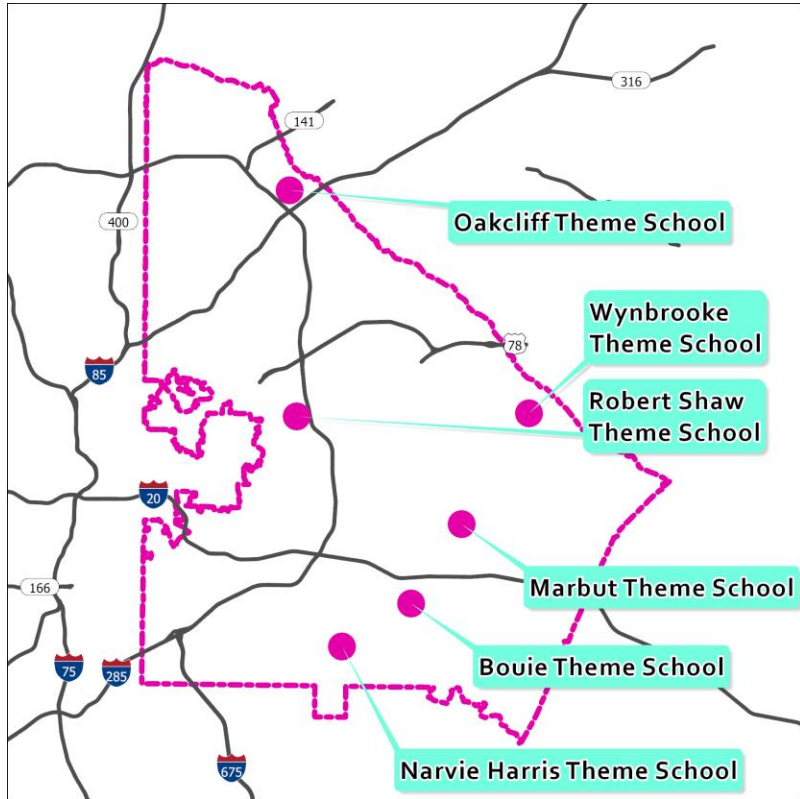 316
141
Oakcliff Theme School
400
Wynbrooke
Theme School
78
85
Robert Shaw
Theme School
20
Marbut Theme School
166
Bouie Theme School
75
285
Narvie Harris Theme School
675